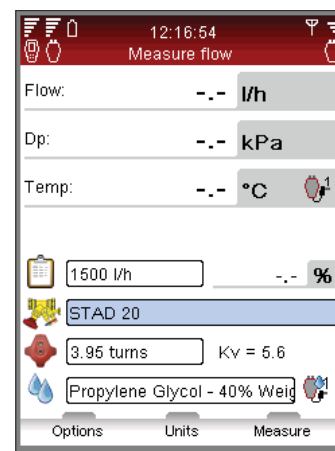 12:16:54
Measure flow
Flow: -.- l/h
Dp: -.- kPa
Temp: -.- °C 1
1500 l/h -.- %
STAD 20
3.95 turns Kv = 5.6
Propylene Glycol - 40% Weig
Options Units Measure